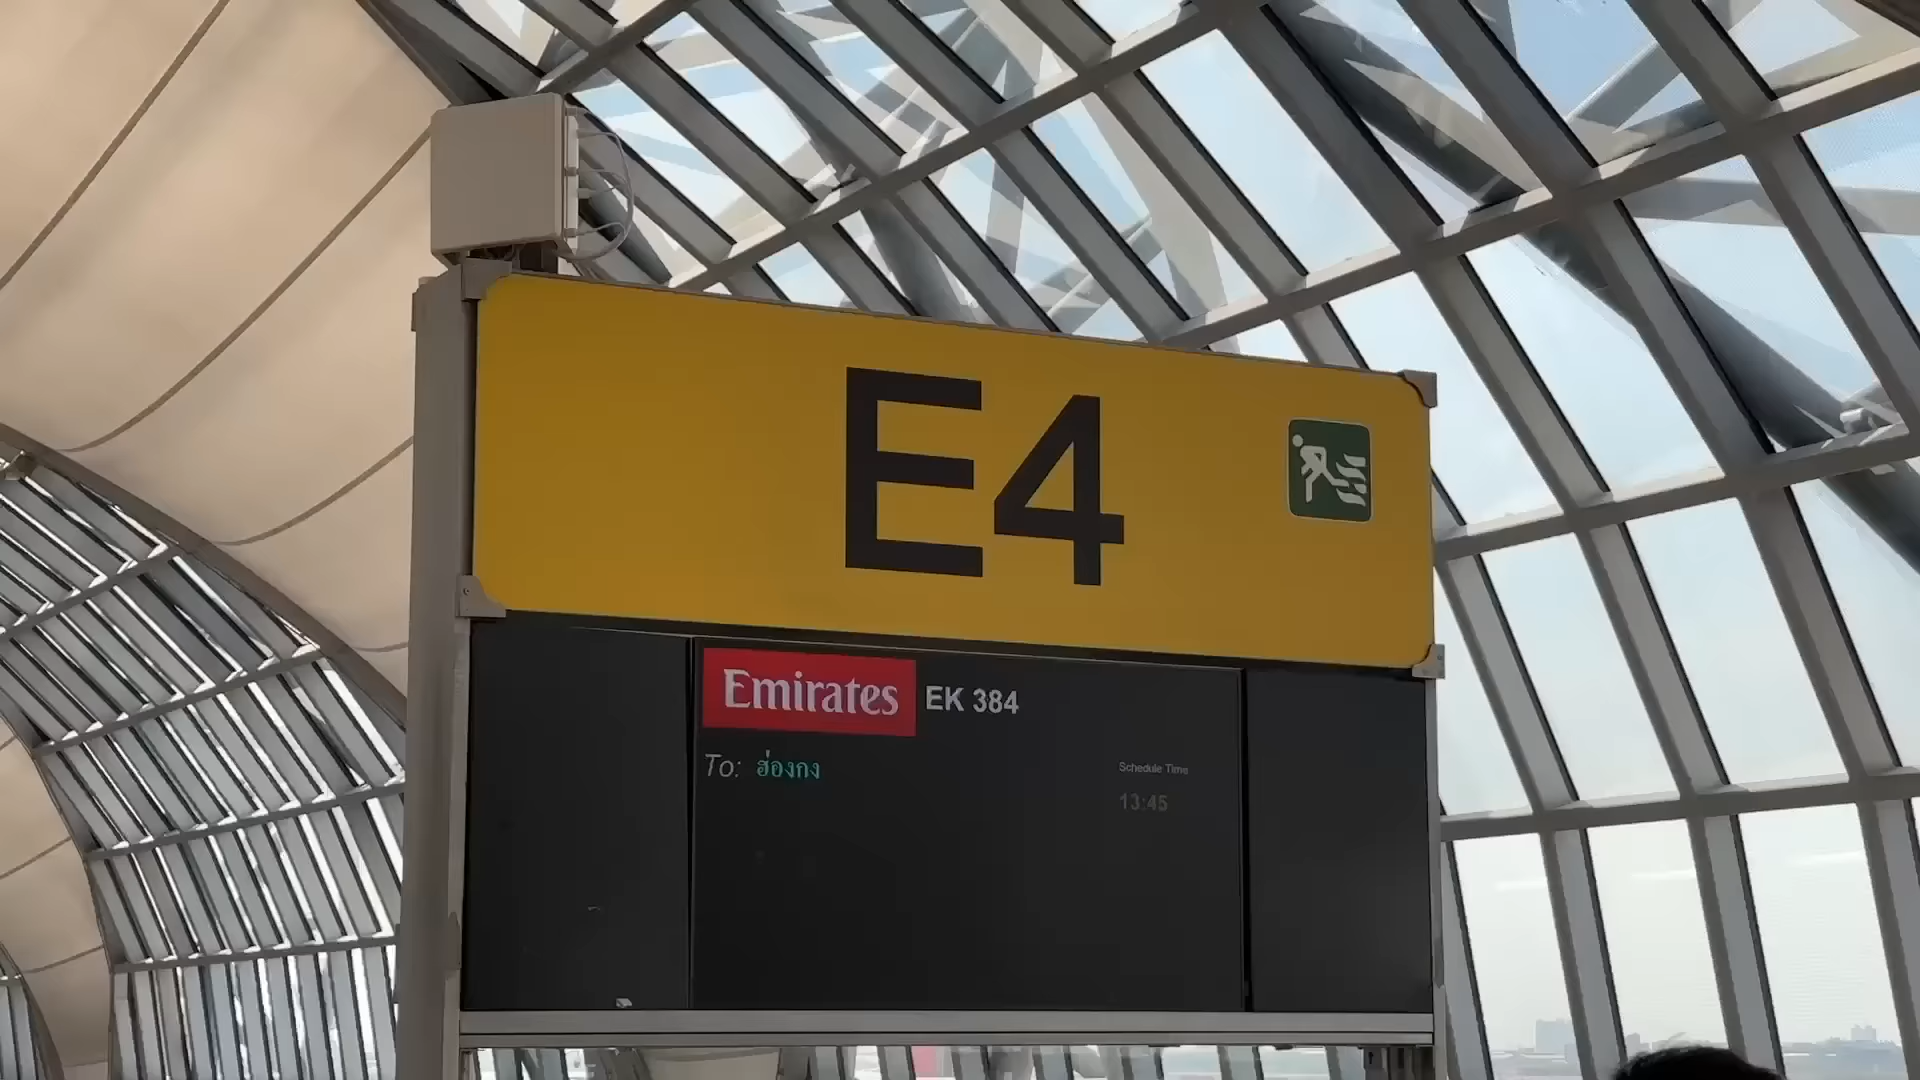 E4
Emirates EK 384
To: ฮ่องกง
Schedule Time
13:45